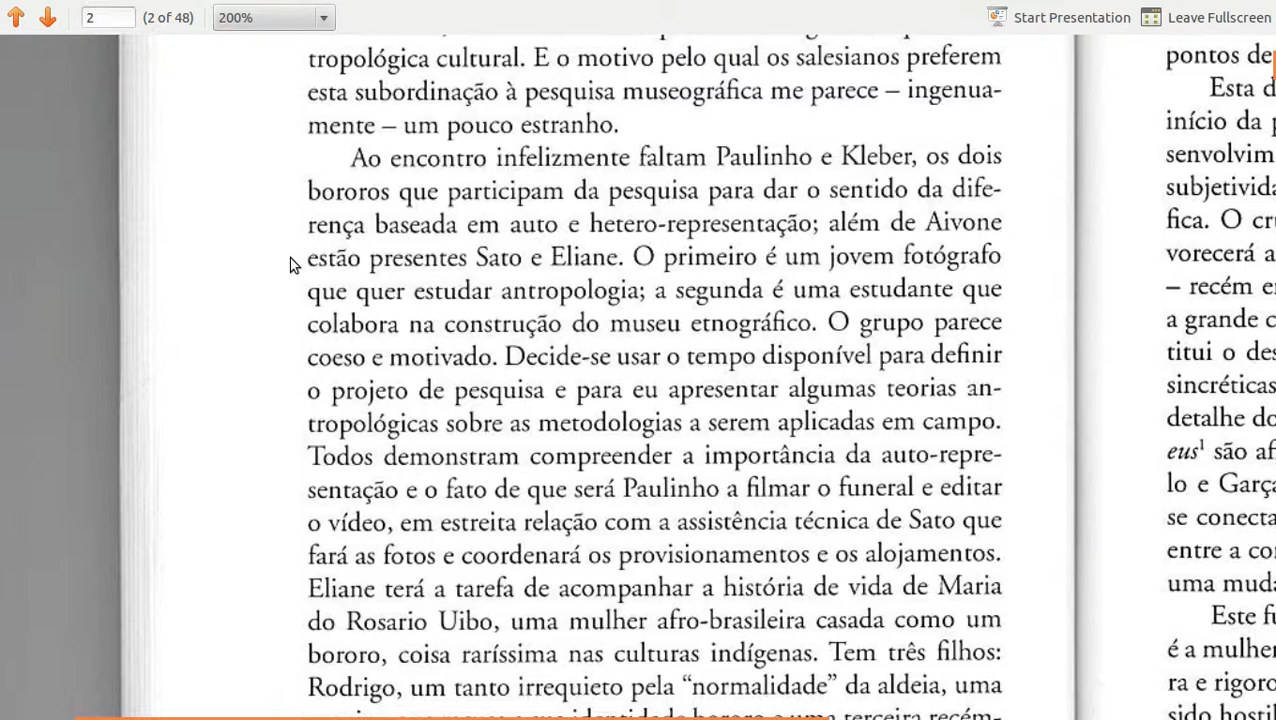 2 (2 of 48) 200% Start Presentation Leave Fullscreen
tropológica cultural. E o motivo pelo qual os salesianos preferem
esta subordinação à pesquisa museográfica me parece – ingenua-
mente – um pouco estranho.
Ao encontro infelizmente faltam Paulinho e Kleber, os dois
bororos que participam da pesquisa para dar o sentido da dife-
rença baseada em auto e hetero-representação; além de Aivone
estão presentes Sato e Eliane. O primeiro é um jovem fotógrafo
que quer estudar antropologia; a segunda é uma estudante que
colabora na construção do museu etnográfico. O grupo parece
coeso e motivado. Decide-se usar o tempo disponível para definir
o projeto de pesquisa e para eu apresentar algumas teorias an-
tropológicas sobre as metodologias a serem aplicadas em campo.
Todos demonstram compreender a importância da auto-repre-
sentação e o fato de que será Paulinho a filmar o funeral e editar
o vídeo, em estreita relação com a assistência técnica de Sato que
fará as fotos e coordenará os provisionamentos e os alojamentos.
Eliane terá a tarefa de acompanhar a história de vida de Maria
do Rosario Uibo, uma mulher afro-brasileira casada como um
bororo, coisa raríssima nas culturas indígenas. Tem três filhos:
Rodrigo, um tanto irrequieto pela “normalidade” da aldeia, uma
pontos de
Esta d
início da p
senvolvim
subjetivida
fica. O cr
vorecerá a
– recém e
a grande c
titui o de
sincréticas
detalhe do
eus¹ são af
lo e Garça
se conecta
entre a co
uma muda
Este fu
é a mulher
ra e rigoro
sido hostil